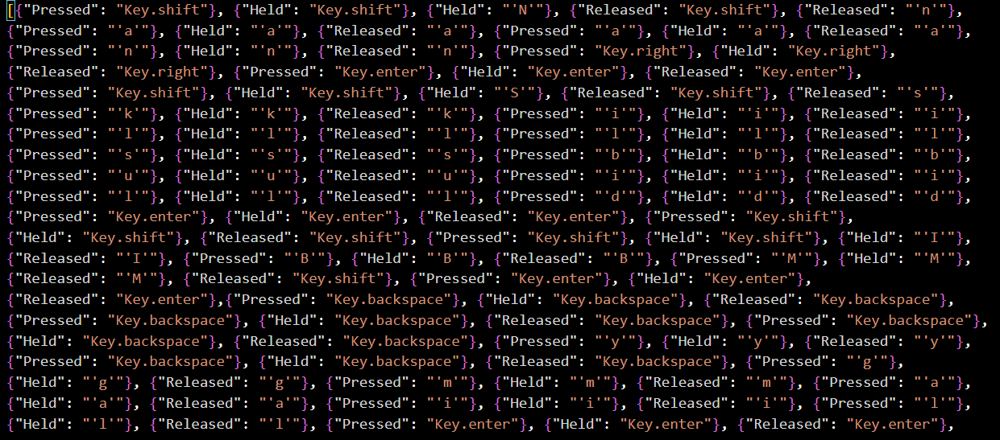 [{"Pressed": "Key.shift"}, {"Held": "Key.shift"}, {"Held": "'N'"}, {"Released": "Key.shift"}, {"Released": "'n'"},
{"Pressed": "'a'"}, {"Held": "'a'"}, {"Released": "'a'"}, {"Pressed": "'a'"}, {"Held": "'a'"}, {"Released": "'a'"},
{"Pressed": "'n'"}, {"Held": "'n'"}, {"Released": "'n'"}, {"Pressed": "Key.right"}, {"Held": "Key.right"},
{"Released": "Key.right"}, {"Pressed": "Key.enter"}, {"Held": "Key.enter"}, {"Released": "Key.enter"},
{"Pressed": "Key.shift"}, {"Held": "Key.shift"}, {"Held": "'S'"}, {"Released": "Key.shift"}, {"Released": "'s'"},
{"Pressed": "'k'"}, {"Held": "'k'"}, {"Released": "'k'"}, {"Pressed": "'i'"}, {"Held": "'i'"}, {"Released": "'i'"},
{"Pressed": "'l'"}, {"Held": "'l'"}, {"Released": "'l'"}, {"Pressed": "'l'"}, {"Held": "'l'"}, {"Released": "'l'"},
{"Pressed": "'s'"}, {"Held": "'s'"}, {"Released": "'s'"}, {"Pressed": "'b'"}, {"Held": "'b'"}, {"Released": "'b'"},
{"Pressed": "'u'"}, {"Held": "'u'"}, {"Released": "'u'"}, {"Pressed": "'i'"}, {"Held": "'i'"}, {"Released": "'i'"},
{"Pressed": "'l'"}, {"Held": "'l'"}, {"Released": "'l'"}, {"Pressed": "'d'"}, {"Held": "'d'"}, {"Released": "'d'"},
{"Pressed": "Key.enter"}, {"Held": "Key.enter"}, {"Released": "Key.enter"}, {"Pressed": "Key.shift"},
{"Held": "Key.shift"}, {"Released": "Key.shift"}, {"Pressed": "Key.shift"}, {"Held": "Key.shift"}, {"Held": "'I'"},
{"Released": "'I'"}, {"Pressed": "'B'"}, {"Held": "'B'"}, {"Released": "'B'"}, {"Pressed": "'M'"}, {"Held": "'M'"},
{"Released": "'M'"}, {"Released": "Key.shift"}, {"Pressed": "Key.enter"}, {"Held": "Key.enter"},
{"Released": "Key.enter"},{"Pressed": "Key.backspace"}, {"Held": "Key.backspace"}, {"Released": "Key.backspace"},
{"Pressed": "Key.backspace"}, {"Held": "Key.backspace"}, {"Released": "Key.backspace"}, {"Pressed": "Key.backspace"},
{"Held": "Key.backspace"}, {"Released": "Key.backspace"}, {"Pressed": "'y'"}, {"Held": "'y'"}, {"Released": "'y'"},
{"Pressed": "Key.backspace"}, {"Held": "Key.backspace"}, {"Released": "Key.backspace"}, {"Pressed": "'g'"},
{"Held": "'g'"}, {"Released": "'g'"}, {"Pressed": "'m'"}, {"Held": "'m'"}, {"Released": "'m'"}, {"Pressed": "'a'"},
{"Held": "'a'"}, {"Released": "'a'"}, {"Pressed": "'i'"}, {"Held": "'i'"}, {"Released": "'i'"}, {"Pressed": "'l'"},
{"Held": "'l'"}, {"Released": "'l'"}, {"Pressed": "Key.enter"}, {"Held": "Key.enter"}, {"Released": "Key.enter"},